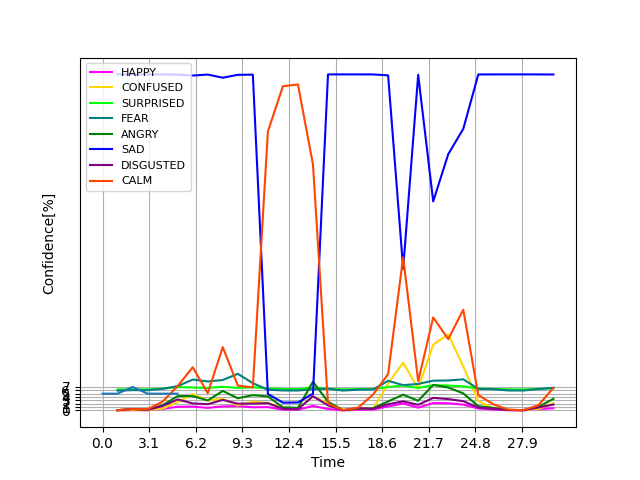 HAPPY
CONFUSED
SURPRISED
FEAR
ANGRY
SAD
DISGUSTED
CALM
Confidence[%]
0.0 3.1 6.2 9.3 12.4 15.5 18.6 21.7 24.8 27.9
Time